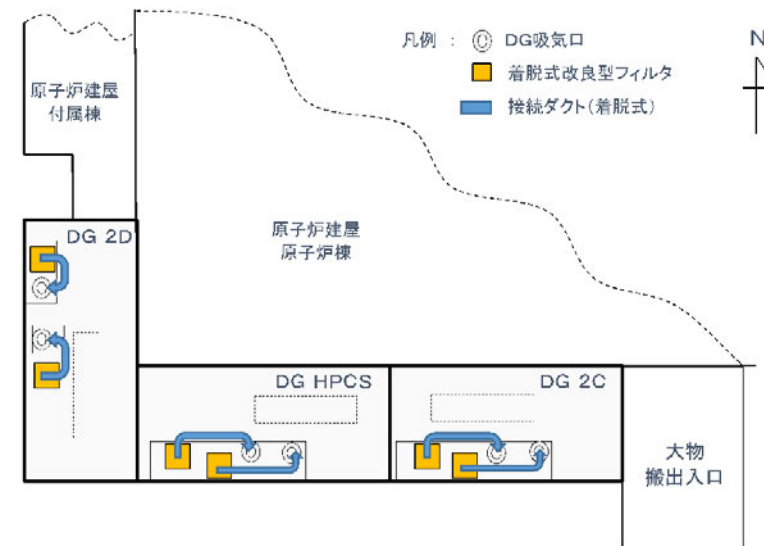 凡例 : DG吸気口
着脱式改良型フィルタ
接続ダクト(着脱式)
N
原子炉建屋
付属棟
原子炉建屋
原子炉棟
DG 2D
DG HPCS
DG 2C
大物
搬出入口